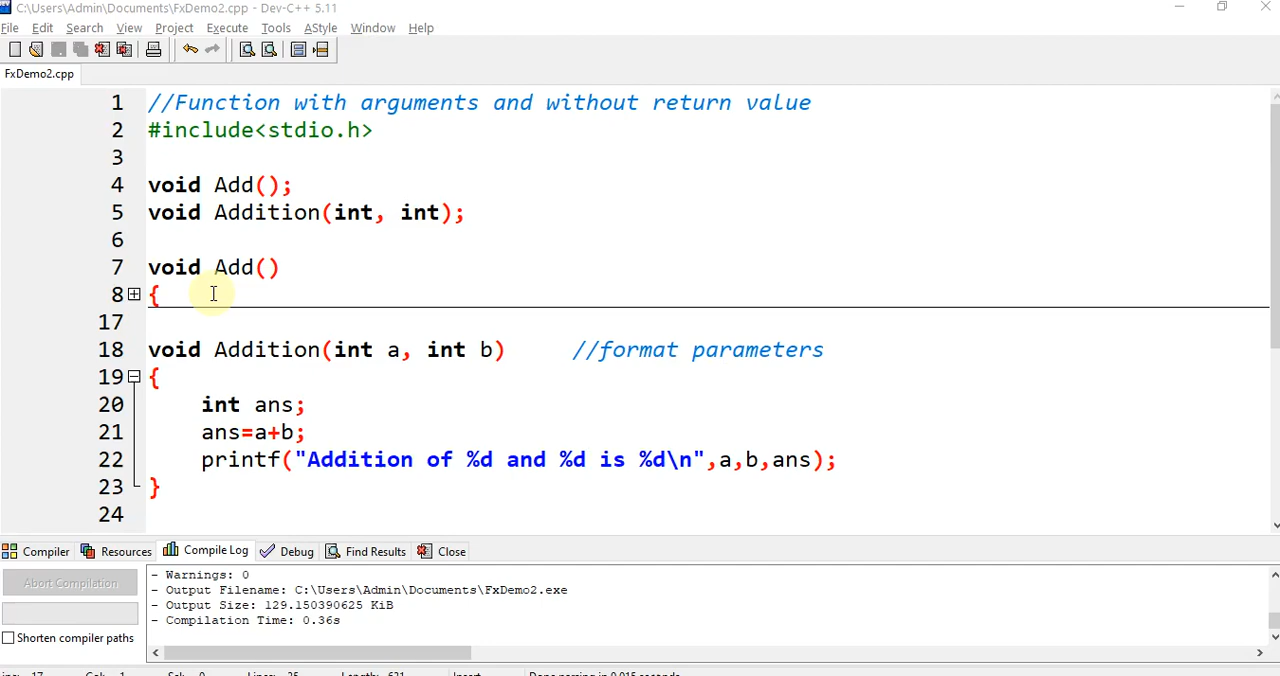 C:\Users\Admin\Documents\FxDemo2.cpp - Dev-C++ 5.11
File Edit Search View Project Execute Tools AStyle Window Help
FxDemo2.cpp
1 //Function with arguments and without return value
2 #include<stdio.h>
3
4 void Add();
5 void Addition(int, int);
6
7 void Add()
8 {
17
18 void Addition(int a, int b) //format parameters
19 {
20 int ans;
21 ans=a+b;
22 printf("Addition of %d and %d is %d\n",a,b,ans);
23 }
24
Compiler Resources Compile Log Debug Find Results Close
Abort Compilation
Shorten compiler paths
- Warnings: 0
- Output Filename: C:\Users\Admin\Documents\FxDemo2.exe
- Output Size: 129.150390625 KiB
- Compilation Time: 0.36s